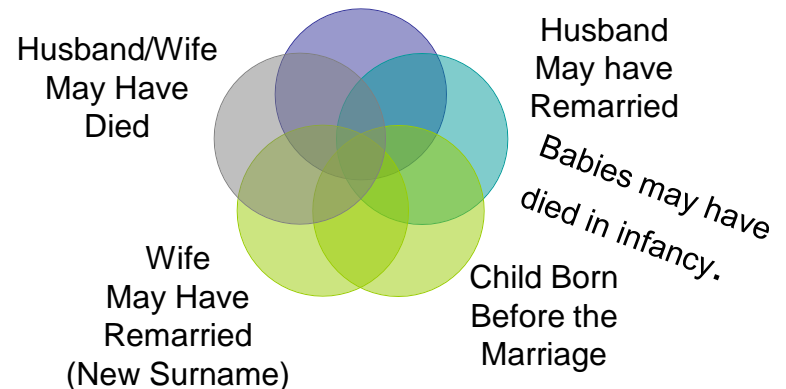 Husband/Wife
May Have
Died
Husband
May have
Remarried
Babies may have
died in infancy.
Wife
May Have
Remarried
(New Surname)
Child Born
Before the
Marriage